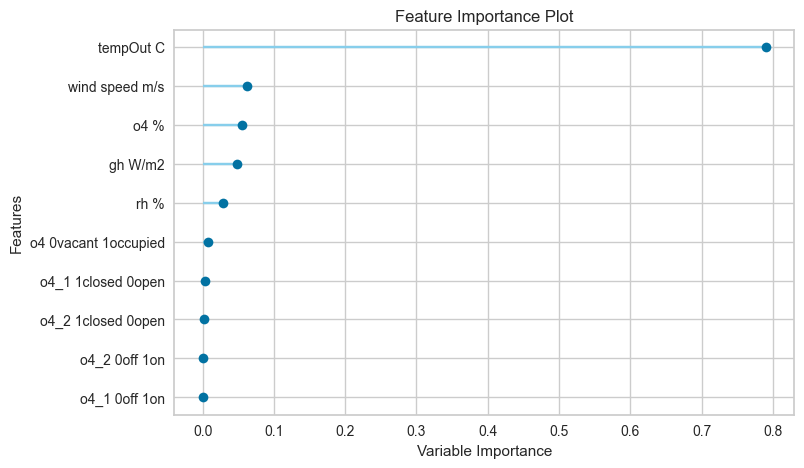 Feature Importance Plot
Features
tempOut C
wind speed m/s
o4 %
gh W/m2
rh %
o4 0vacant 1occupied
o4_1 1closed 0open
o4_2 1closed 0open
o4_2 0off 1on
o4_1 0off 1on
0.0 0.1 0.2 0.3 0.4 0.5 0.6 0.7 0.8
Variable Importance